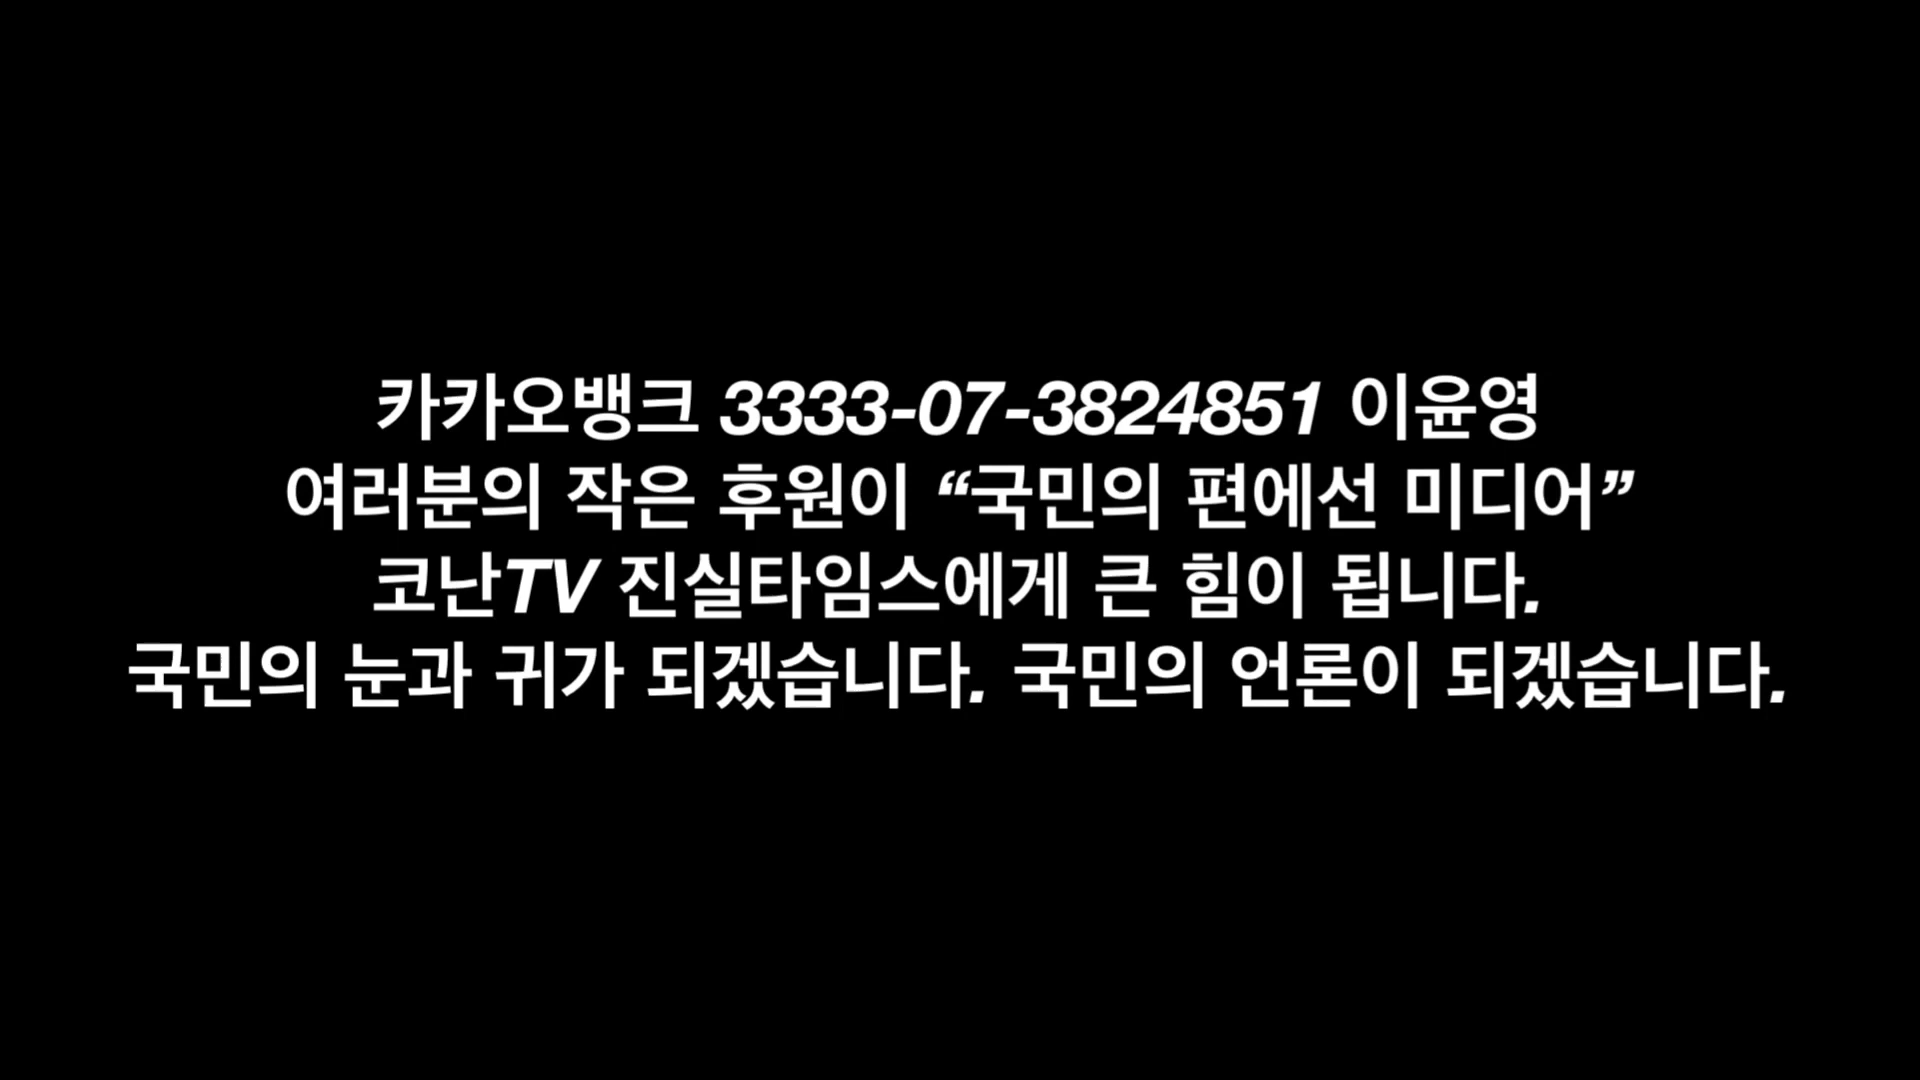 카카오뱅크 3333-07-3824851 이윤영
여러분의 작은 후원이 “국민의 편에선 미디어”
코난TV 진실타임스에게 큰 힘이 됩니다.
국민의 눈과 귀가 되겠습니다. 국민의 언론이 되겠습니다.